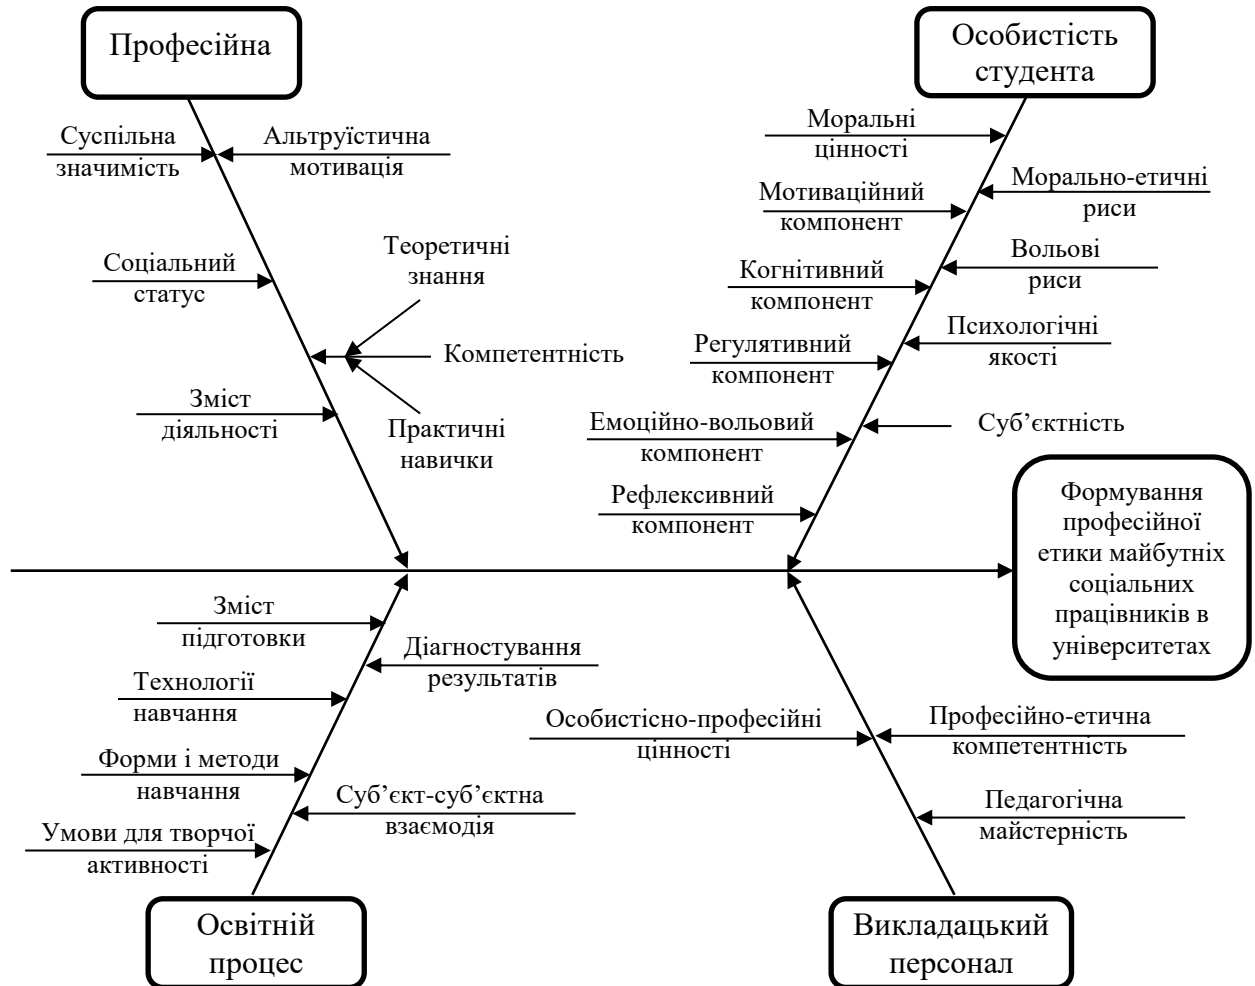 Професійна
Особистість
студента
Суспільна
значимість
Альтруїстична
мотивація
Соціальний
статус
Теоретичні
знання
Компетентність
Зміст
діяльності
Практичні
навички
Моральні
цінності
Морально-етичні
риси
Мотиваційний
компонент
Вольові
риси
Когнітивний
компонент
Психологічні
якості
Регулятивний
компонент
Емоційно-вольовий
компонент
Суб’єктність
Рефлексивний
компонент
Формування
професійної
етики майбутніх
соціальних
працівників в
університетах
Зміст
підготовки
Діагностування
результатів
Технології
навчання
Форми і методи
навчання
Суб’єкт-суб’єктна
взаємодія
Умови для творчої
активності
Особистісно-професійні
цінності
Професійно-етична
компетентність
Педагогічна
майстерність
Освітній
процес
Викладацький
персонал